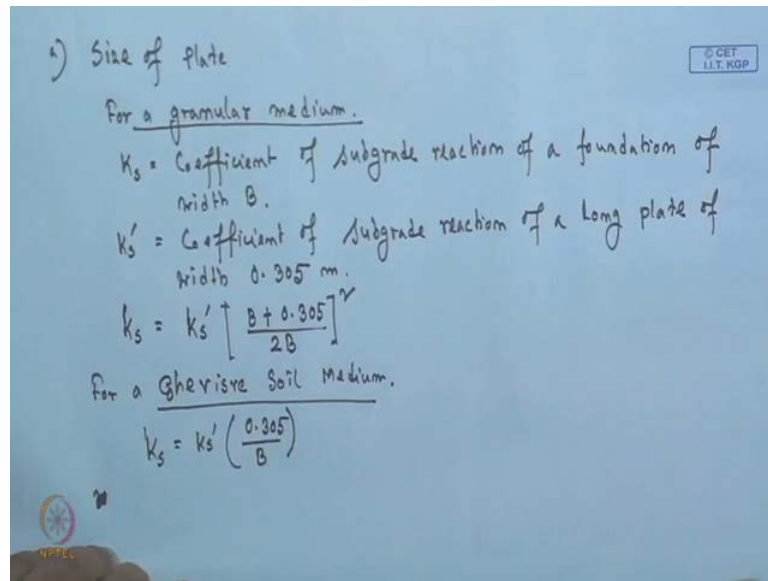 a) Size of Plate
© CET
I.I.T. KGP
For a granular medium.
Ks = Coefficient of subgrade reaction of a foundation of
width B.
Ks' = Coefficient of subgrade reaction of a Long plate of
width 0.305 m.
ks = ks' [ B + 0.305 / 2B ]²
For a Cohesive Soil Medium.
ks = ks' ( 0.305 / B )
NPTEL